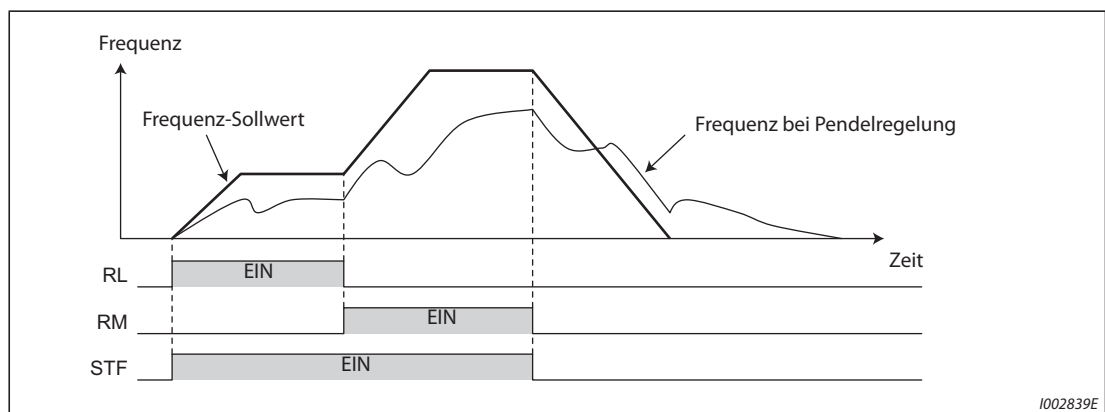 Frequenz
Frequenz-Sollwert
Frequenz bei Pendelregelung
Zeit
RL
EIN
RM
EIN
STF
EIN
I002839E